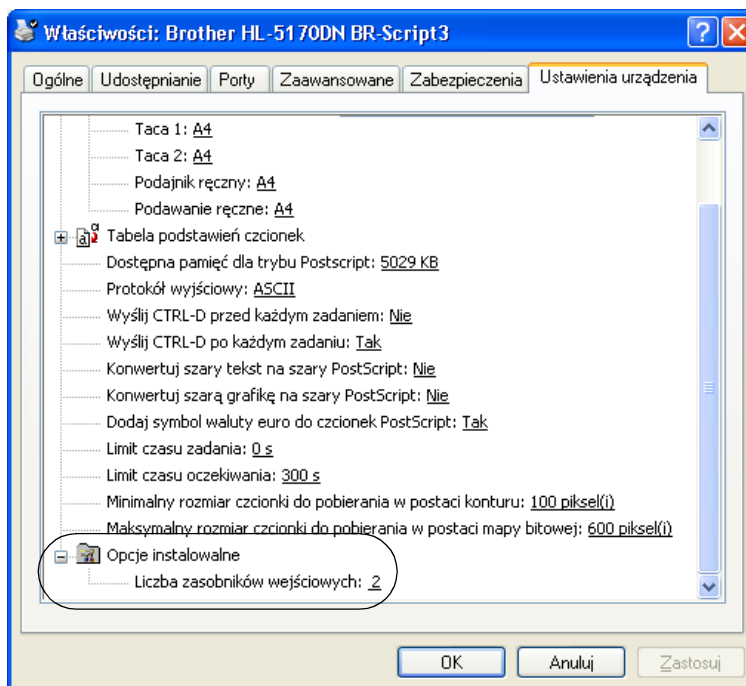 Właściwości: Brother HL-5170DN BR-Script3
Ogólne Udostępnianie Porty Zaawansowane Zabezpieczenia Ustawienia urządzenia
Taca 1: A4
Taca 2: A4
Podajnik ręczny: A4
Podawanie ręczne: A4
Tabela podstawień czcionek
Dostępna pamięć dla trybu Postscript: 5029 KB
Protokół wyjściowy: ASCII
Wyślij CTRL-D przed każdym zadaniem: Nie
Wyślij CTRL-D po każdym zadaniu: Tak
Konwertuj szary tekst na szary PostScript: Nie
Konwertuj szarą grafikę na szary PostScript: Nie
Dodaj symbol waluty euro do czcionek PostScript: Tak
Limit czasu zadania: 0 s
Limit czasu oczekiwania: 300 s
Minimalny rozmiar czcionki do pobierania w postaci konturu: 100 piksel(i)
Maksymalny rozmiar czcionki do pobierania w postaci mapy bitowej: 600 piksel(i)
Opcje instalowalne
Liczba zasobników wejściowych: 2
OK Anuluj Zastosuj